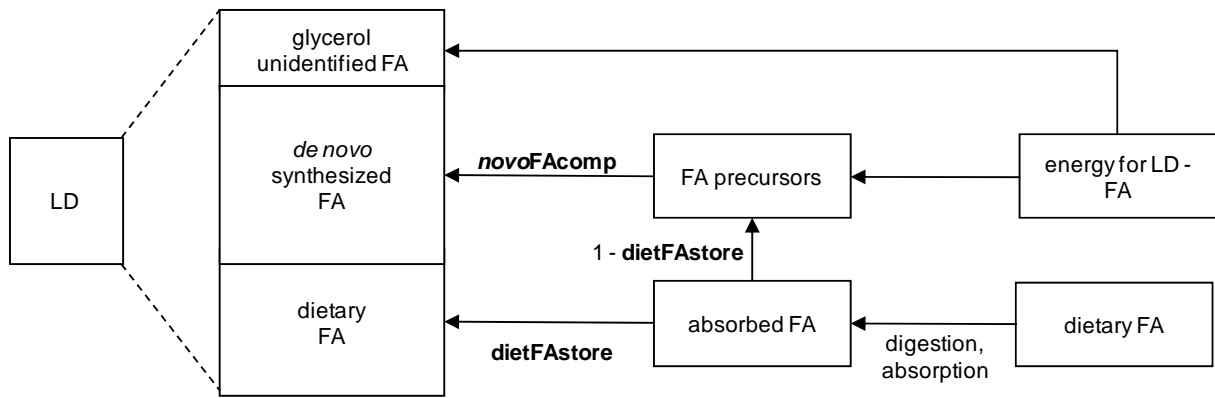 glycerol
unidentified FA
LD
de novo
synthesized
FA
novoFAcomp
FA precursors
energy for LD -
FA
1 - dietFAstore
dietary
FA
dietFAstore
absorbed FA
digestion,
absorption
dietary FA